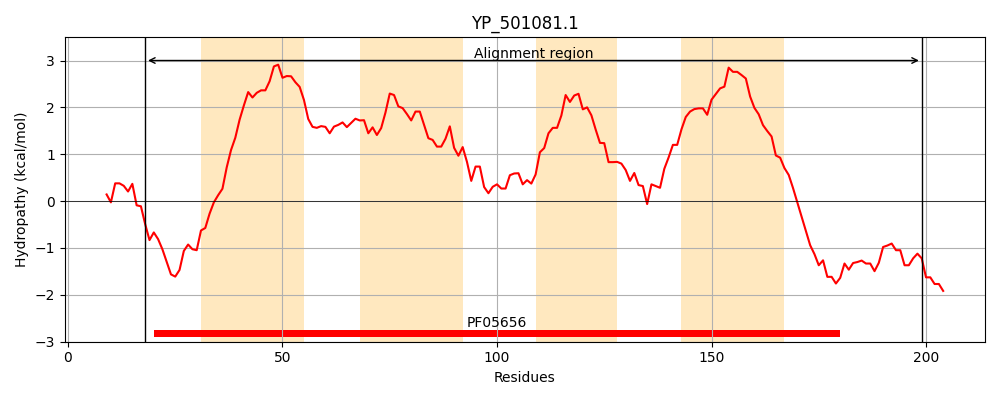 YP_501081.1
Alignment region
PF05656
3
2
1
0
−1
−2
−3
0 50 100 150 200
Hydropathy (kcal/mol)
Residues